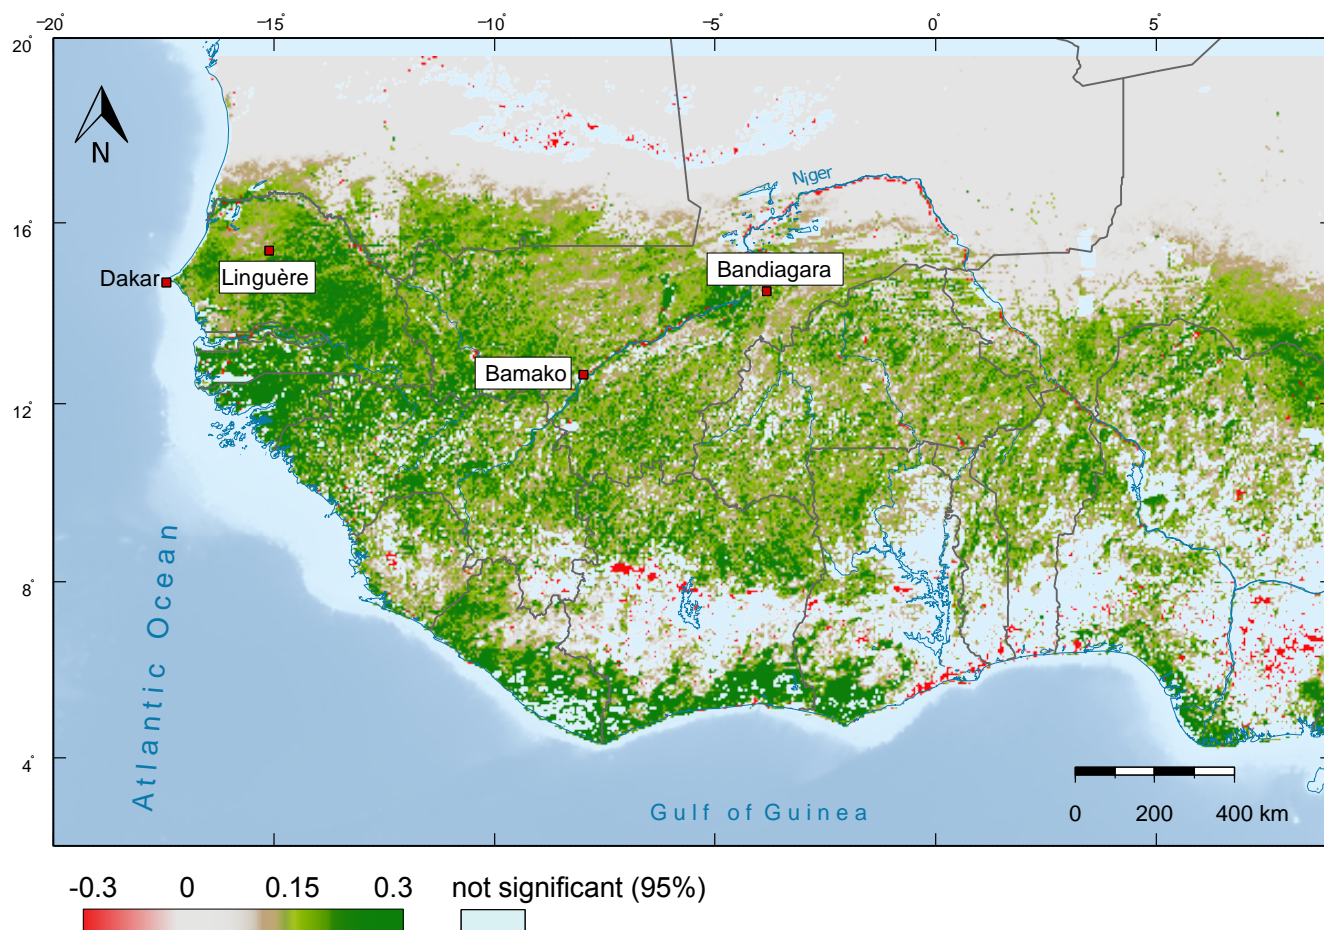 −20° −15° −10° −5° 0° 5°
20°
N
Niger
16°
Dakar
Linguère
Bandiagara
Bamako
12°
8°
Atlantic Ocean
4°
Gulf of Guinea
0 200 400 km
-0.3 0 0.15 0.3 not significant (95%)